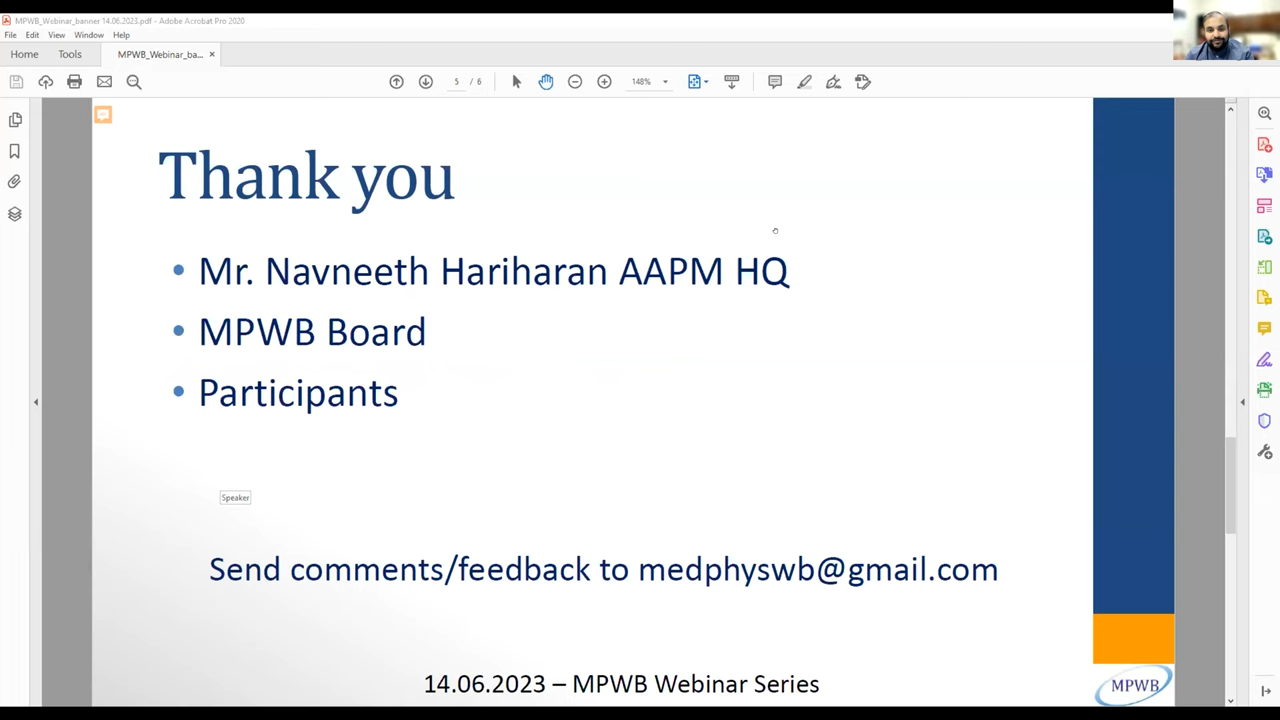 MPWB_Webinar_banner 14.06.2023.pdf - Adobe Acrobat Pro 2020
File Edit View Window Help
Home Tools MPWB_Webinar_ba... ×
5 / 6 148%
Thank you
• Mr. Navneeth Hariharan AAPM HQ
• MPWB Board
• Participants
Speaker
Send comments/feedback to medphyswb@gmail.com
14.06.2023 – MPWB Webinar Series
MPWB